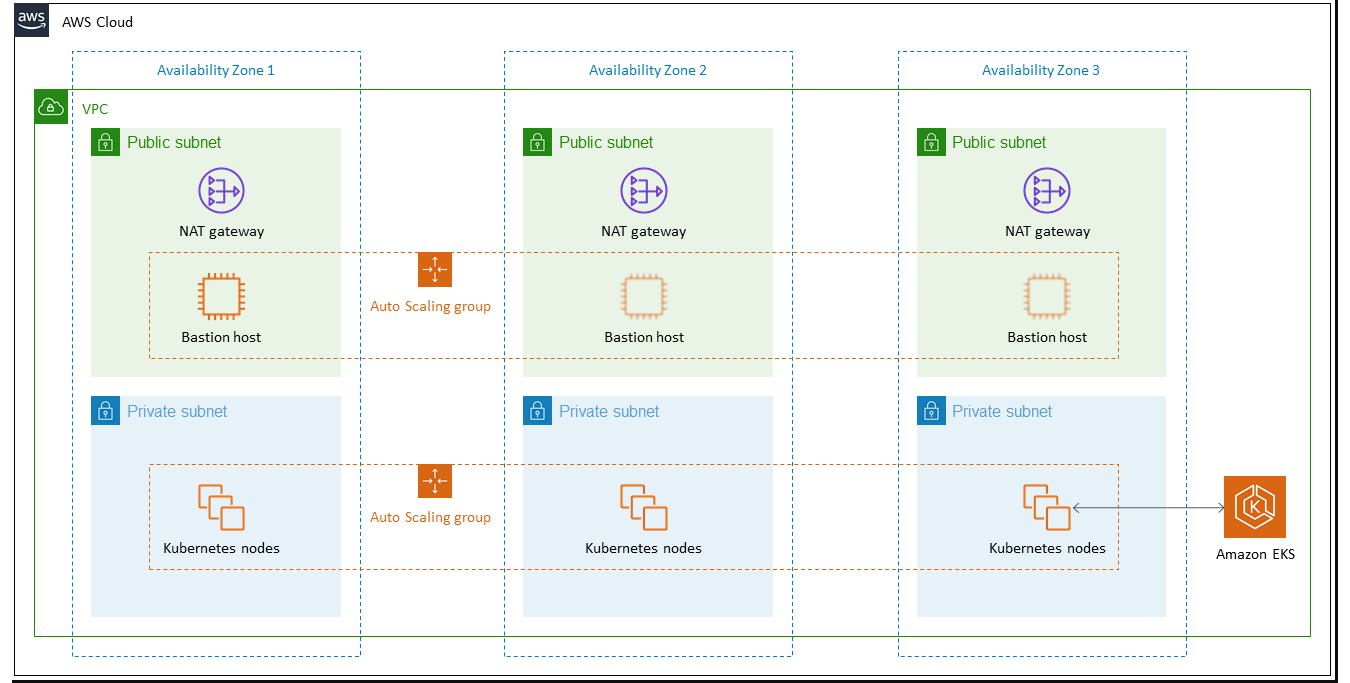 aws
AWS Cloud
Availability Zone 1
Availability Zone 2
Availability Zone 3
VPC
Public subnet
Public subnet
Public subnet
NAT gateway
NAT gateway
NAT gateway
Auto Scaling group
Bastion host
Bastion host
Bastion host
Private subnet
Private subnet
Private subnet
Auto Scaling group
K
Kubernetes nodes
Kubernetes nodes
Kubernetes nodes
Amazon EKS